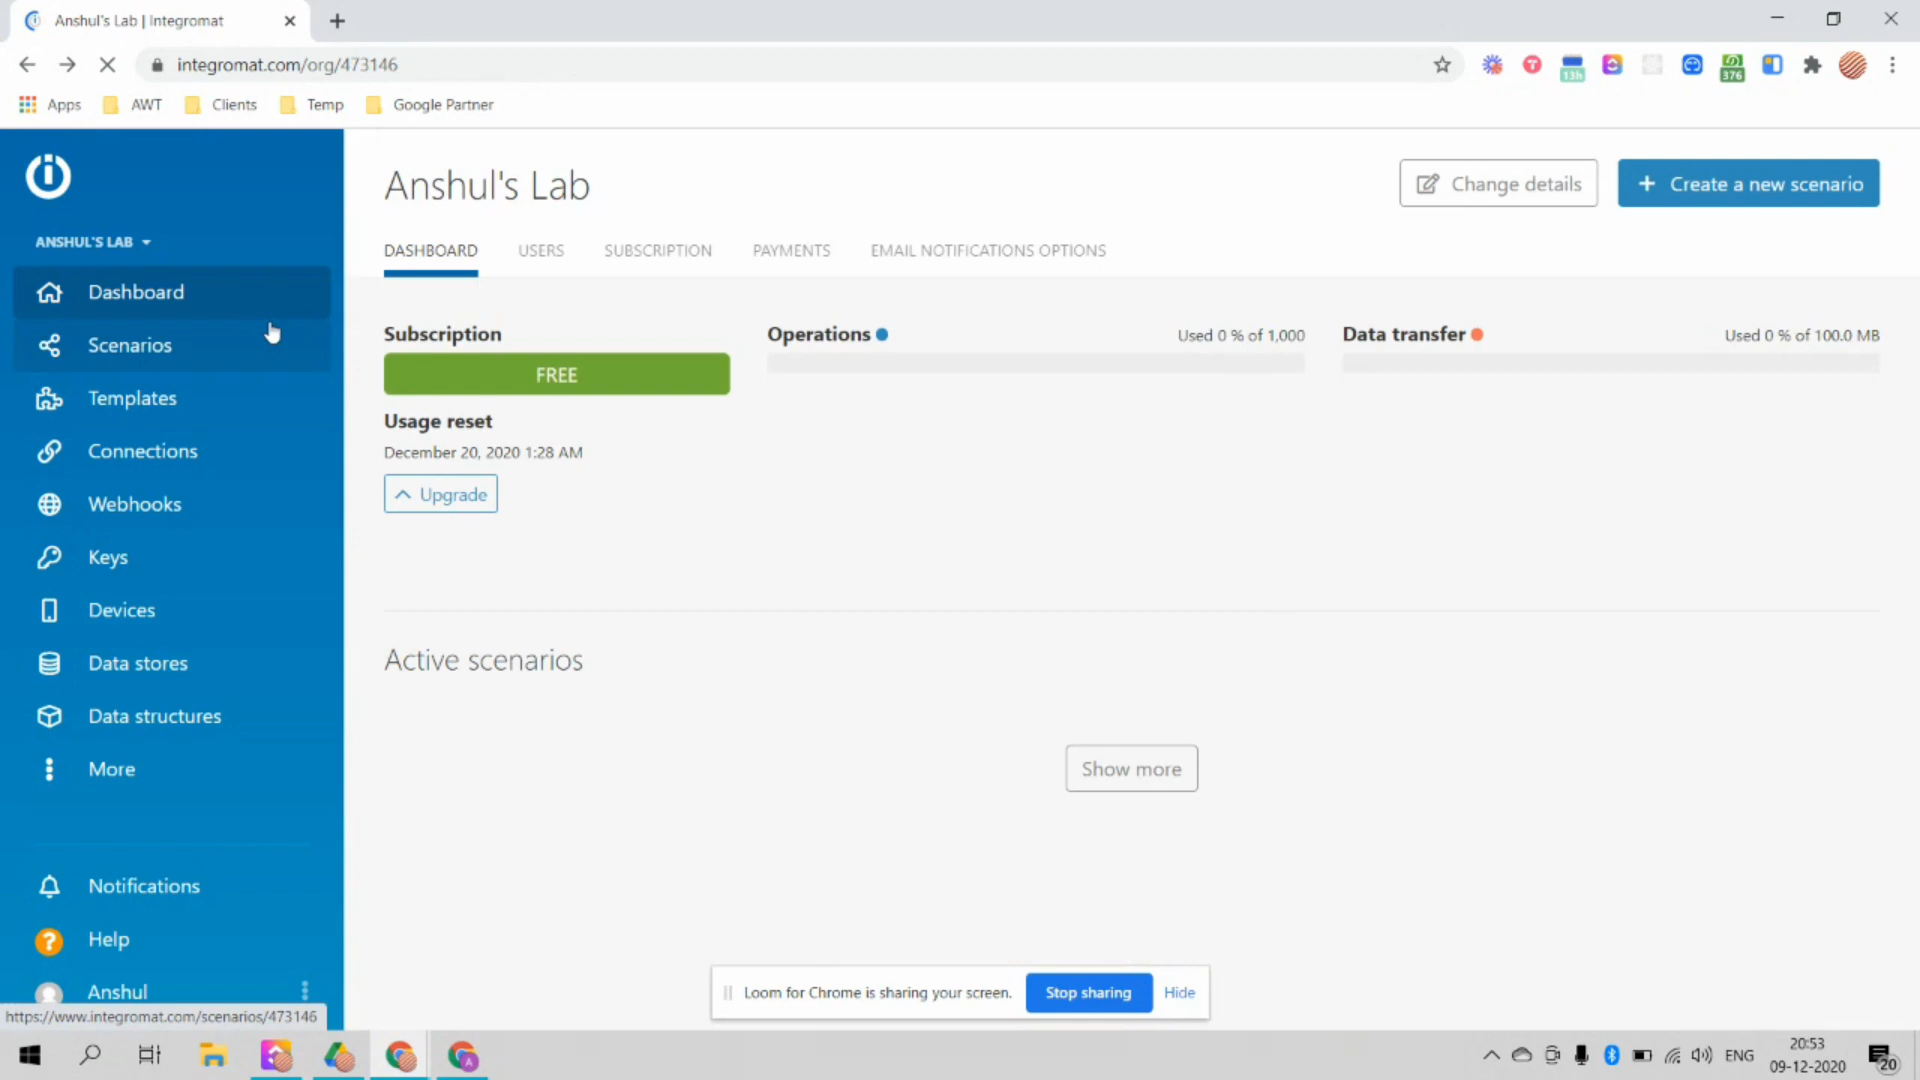 Anshul's Lab | Integromat
integromat.com/org/473146
13h
376
Apps AWT Clients Temp Google Partner
ANSHUL'S LAB
Dashboard
Scenarios
Templates
Connections
Webhooks
Keys
Devices
Data stores
Data structures
More
Notifications
Help
Anshul
https://www.integromat.com/scenarios/473146
Anshul's Lab
Change details
+ Create a new scenario
DASHBOARD USERS SUBSCRIPTION PAYMENTS EMAIL NOTIFICATIONS OPTIONS
Subscription
FREE
Usage reset
December 20, 2020 1:28 AM
Upgrade
Operations Used 0 % of 1,000
Data transfer Used 0 % of 100.0 MB
Active scenarios
Show more
Loom for Chrome is sharing your screen. Stop sharing Hide
ENG
20:53
09-12-2020
20